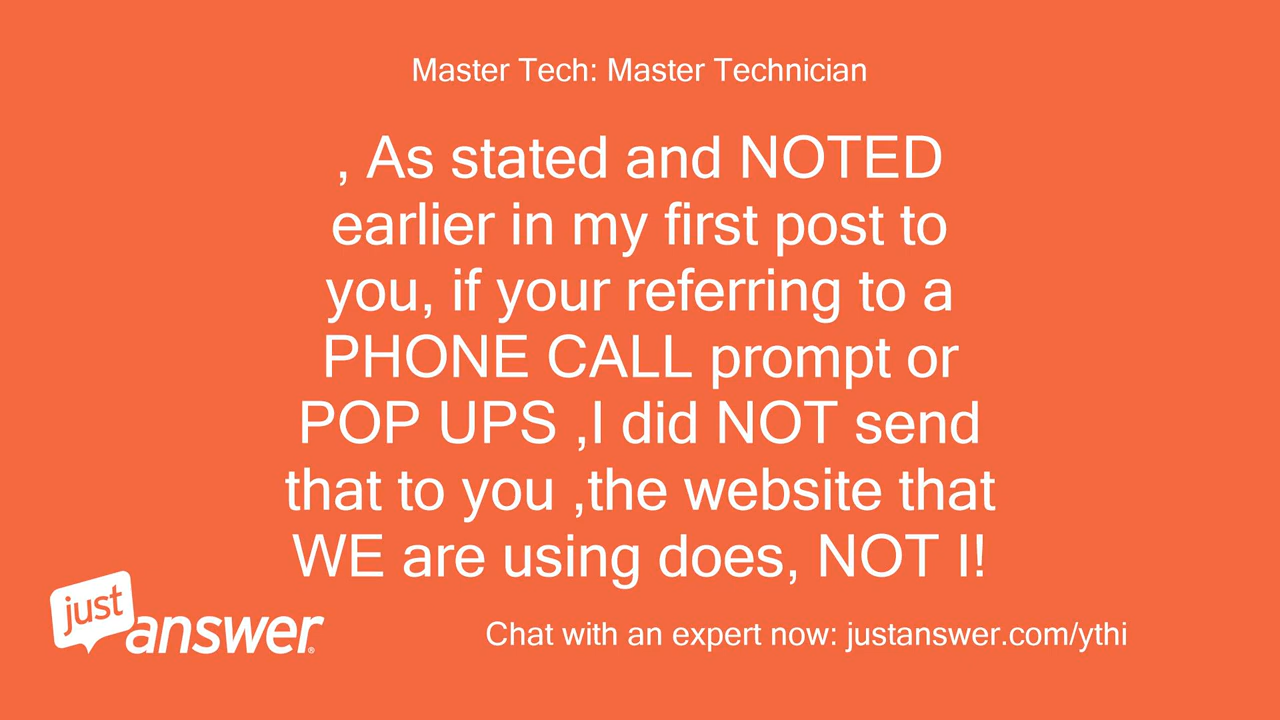 Master Tech: Master Technician
, As stated and NOTED
earlier in my first post to
you, if your referring to a
PHONE CALL prompt or
POP UPS ,I did NOT send
that to you ,the website that
WE are using does, NOT I!
just
answer®
Chat with an expert now: justanswer.com/ythi